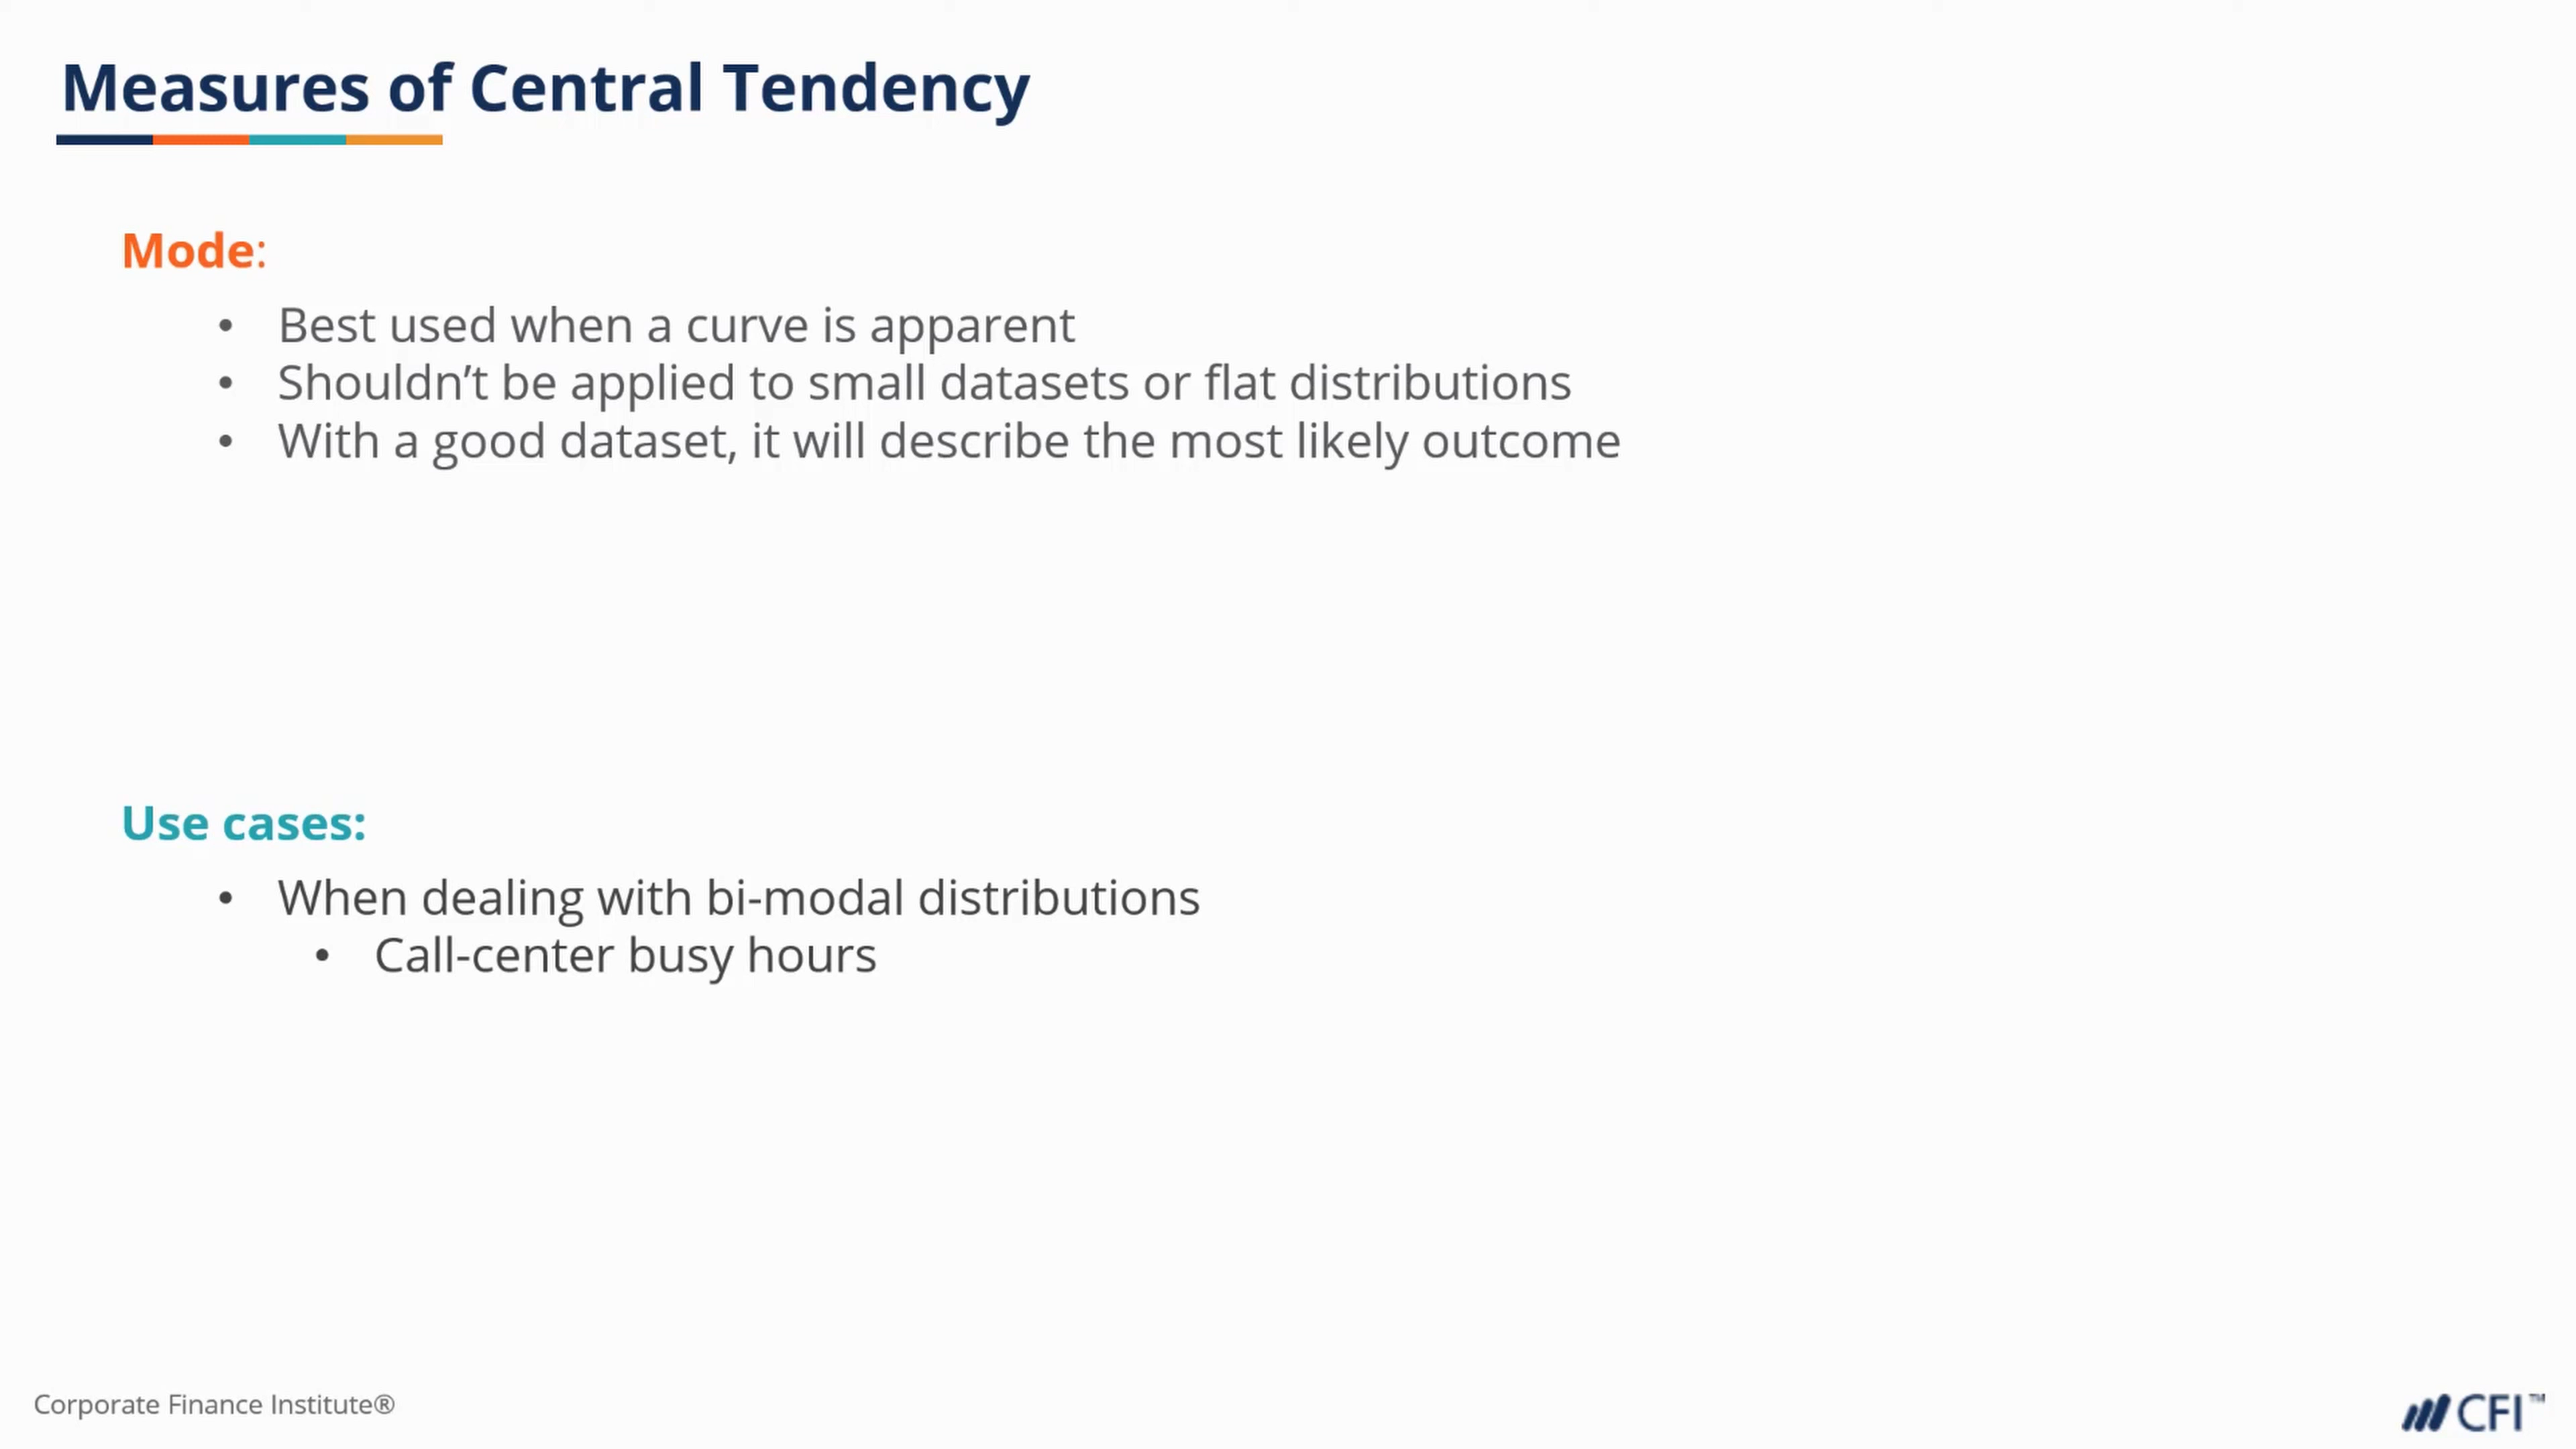 Measures of Central Tendency
Mode:
• Best used when a curve is apparent
• Shouldn’t be applied to small datasets or flat distributions
• With a good dataset, it will describe the most likely outcome
Use cases:
• When dealing with bi-modal distributions
• Call-center busy hours
Corporate Finance Institute®
CFI™